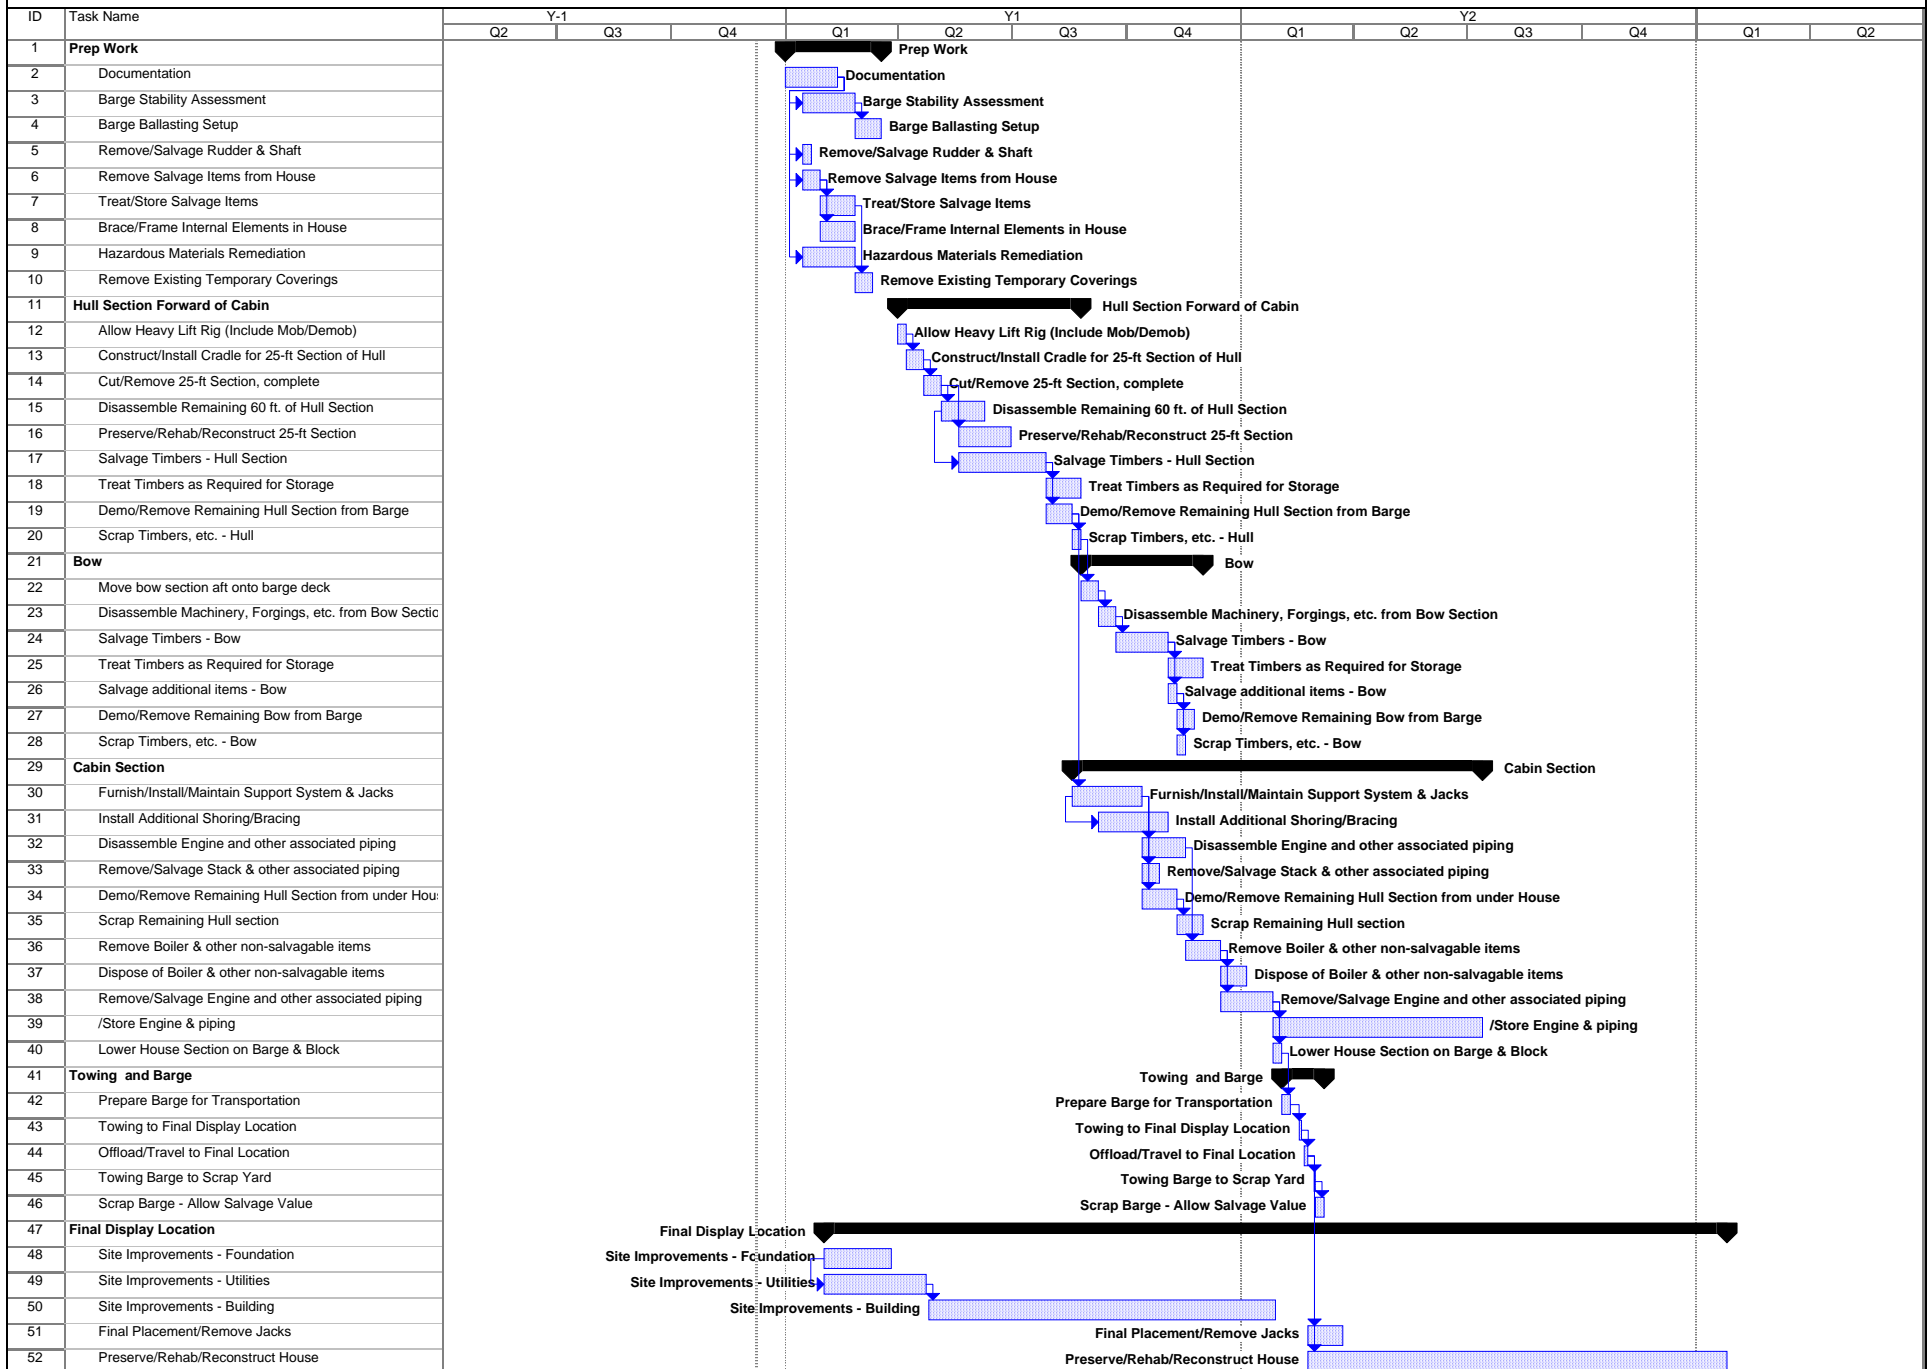 ID Task Name Y-1 Y1 Y2
Q2 Q3 Q4 Q1 Q2 Q3 Q4 Q1 Q2 Q3 Q4 Q1 Q2
1 Prep Work Prep Work
2 Documentation Documentation
3 Barge Stability Assessment Barge Stability Assessment
4 Barge Ballasting Setup Barge Ballasting Setup
5 Remove/Salvage Rudder & Shaft Remove/Salvage Rudder & Shaft
6 Remove Salvage Items from House Remove Salvage Items from House
7 Treat/Store Salvage Items Treat/Store Salvage Items
8 Brace/Frame Internal Elements in House Brace/Frame Internal Elements in House
9 Hazardous Materials Remediation Hazardous Materials Remediation
10 Remove Existing Temporary Coverings Remove Existing Temporary Coverings
11 Hull Section Forward of Cabin Hull Section Forward of Cabin
12 Allow Heavy Lift Rig (Include Mob/Demob) Allow Heavy Lift Rig (Include Mob/Demob)
13 Construct/Install Cradle for 25-ft Section of Hull Construct/Install Cradle for 25-ft Section of Hull
14 Cut/Remove 25-ft Section, complete Cut/Remove 25-ft Section, complete
15 Disassemble Remaining 60 ft. of Hull Section Disassemble Remaining 60 ft. of Hull Section
16 Preserve/Rehab/Reconstruct 25-ft Section Preserve/Rehab/Reconstruct 25-ft Section
17 Salvage Timbers - Hull Section Salvage Timbers - Hull Section
18 Treat Timbers as Required for Storage Treat Timbers as Required for Storage
19 Demo/Remove Remaining Hull Section from Barge Demo/Remove Remaining Hull Section from Barge
20 Scrap Timbers, etc. - Hull Scrap Timbers, etc. - Hull
21 Bow Bow
22 Move bow section aft onto barge deck
23 Disassemble Machinery, Forgings, etc. from Bow Sectio Disassemble Machinery, Forgings, etc. from Bow Section
24 Salvage Timbers - Bow Salvage Timbers - Bow
25 Treat Timbers as Required for Storage Treat Timbers as Required for Storage
26 Salvage additional items - Bow Salvage additional items - Bow
27 Demo/Remove Remaining Bow from Barge Demo/Remove Remaining Bow from Barge
28 Scrap Timbers, etc. - Bow Scrap Timbers, etc. - Bow
29 Cabin Section Cabin Section
30 Furnish/Install/Maintain Support System & Jacks Furnish/Install/Maintain Support System & Jacks
31 Install Additional Shoring/Bracing Install Additional Shoring/Bracing
32 Disassemble Engine and other associated piping Disassemble Engine and other associated piping
33 Remove/Salvage Stack & other associated piping Remove/Salvage Stack & other associated piping
34 Demo/Remove Remaining Hull Section from under Hou Demo/Remove Remaining Hull Section from under House
35 Scrap Remaining Hull section Scrap Remaining Hull section
36 Remove Boiler & other non-salvagable items Remove Boiler & other non-salvagable items
37 Dispose of Boiler & other non-salvagable items Dispose of Boiler & other non-salvagable items
38 Remove/Salvage Engine and other associated piping Remove/Salvage Engine and other associated piping
39 /Store Engine & piping /Store Engine & piping
40 Lower House Section on Barge & Block Lower House Section on Barge & Block
41 Towing and Barge Towing and Barge
42 Prepare Barge for Transportation Prepare Barge for Transportation
43 Towing to Final Display Location Towing to Final Display Location
44 Offload/Travel to Final Location Offload/Travel to Final Location
45 Towing Barge to Scrap Yard Towing Barge to Scrap Yard
46 Scrap Barge - Allow Salvage Value Scrap Barge - Allow Salvage Value
47 Final Display Location Final Display Location
48 Site Improvements - Foundation Site Improvements - Foundation
49 Site Improvements - Utilities Site Improvements - Utilities
50 Site Improvements - Building Site Improvements - Building
51 Final Placement/Remove Jacks Final Placement/Remove Jacks
52 Preserve/Rehab/Reconstruct House Preserve/Rehab/Reconstruct House